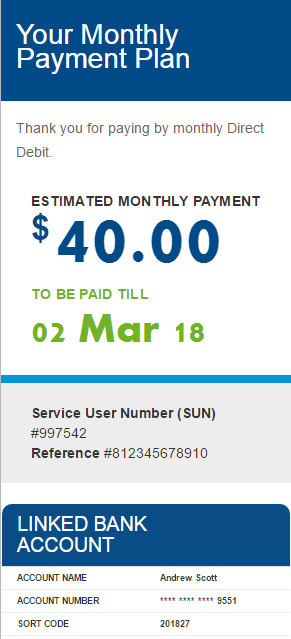 Your Monthly
Payment Plan
Thank you for paying by monthly Direct
Debit.
ESTIMATED MONTHLY PAYMENT
$ 40.00
TO BE PAID TILL
02 Mar 18
Service User Number (SUN)
#997542
Reference #812345678910
LINKED BANK
ACCOUNT
ACCOUNT NAME Andrew Scott
ACCOUNT NUMBER **** **** **** 9551
SORT CODE 201827